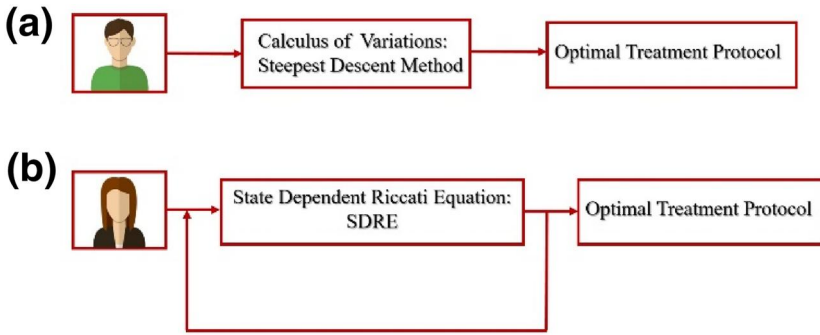 (a)
Calculus of Variations:
Steepest Descent Method
Optimal Treatment Protocol
(b)
State Dependent Riccati Equation:
SDRE
Optimal Treatment Protocol